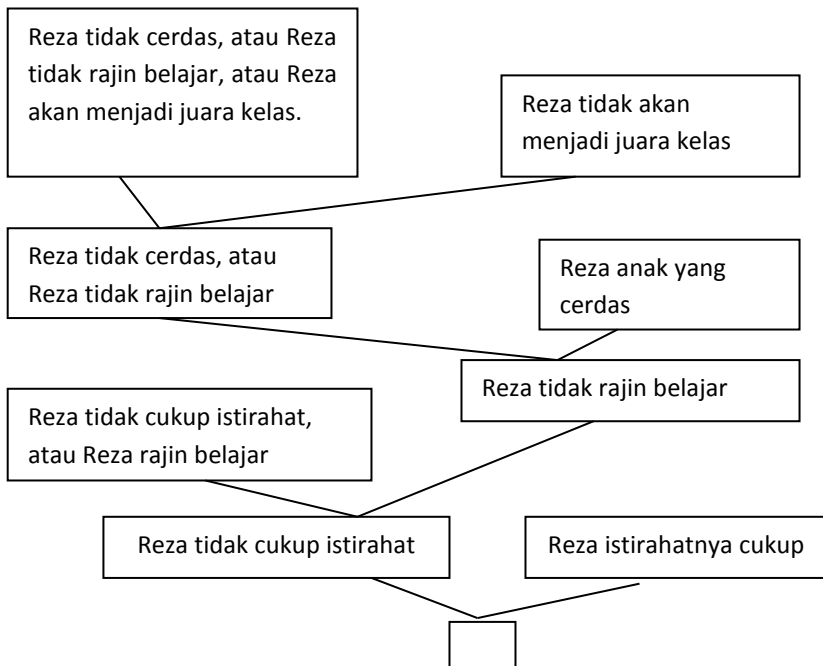 Reza tidak cerdas, atau Reza
tidak rajin belajar, atau Reza
akan menjadi juara kelas.
Reza tidak akan
menjadi juara kelas
Reza tidak cerdas, atau
Reza tidak rajin belajar
Reza anak yang
cerdas
Reza tidak rajin belajar
Reza tidak cukup istirahat,
atau Reza rajin belajar
Reza tidak cukup istirahat
Reza istirahatnya cukup